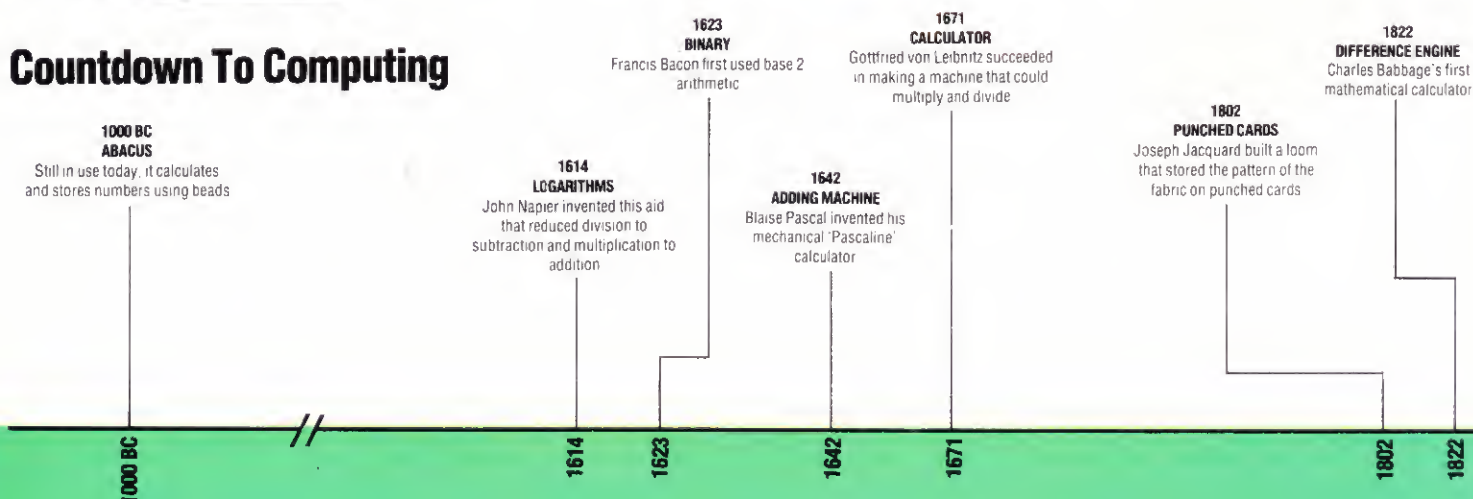 Countdown To Computing
1000 BC
ABACUS
Still in use today, it calculates
and stores numbers using beads
1614
LOGARITHMS
John Napier invented this aid
that reduced division to
subtraction and multiplication to
addition
1623
BINARY
Francis Bacon first used base 2
arithmetic
1642
ADDING MACHINE
Blaise Pascal invented his
mechanical 'Pascaline'
calculator
1671
CALCULATOR
Gottfried von Leibnitz succeeded
in making a machine that could
multiply and divide
1802
PUNCHED CARDS
Joseph Jacquard built a loom
that stored the pattern of the
fabric on punched cards
1822
DIFFERENCE ENGINE
Charles Babbage's first
mathematical calculator
1000 BC
1614
1623
1642
1671
1802
1822